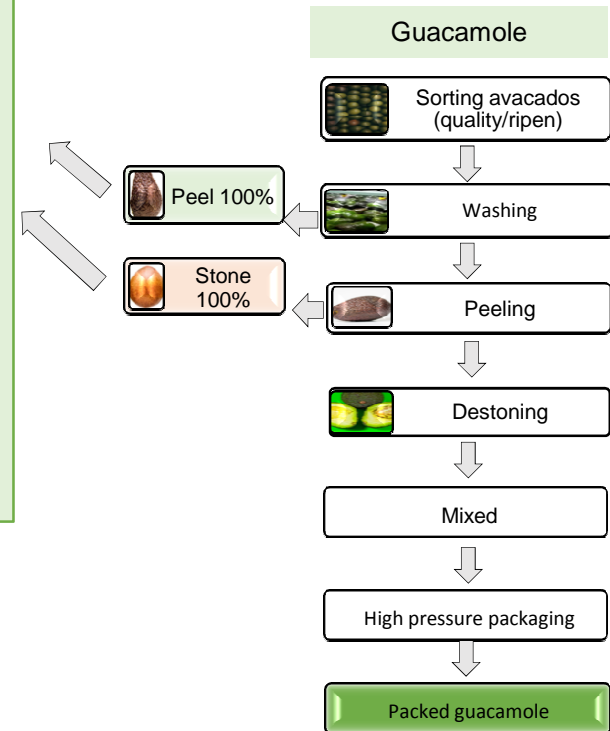 Guacamole
Sorting avacados
(quality/ripen)
Peel 100%
Washing
Stone
100%
Peeling
Destoning
Mixed
High pressure packaging
Packed guacamole